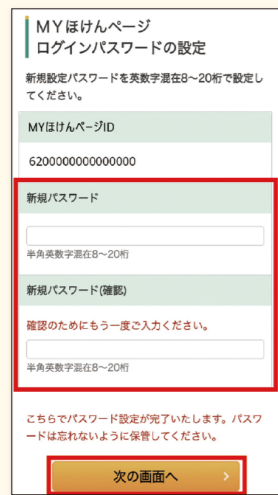 MYほけんページ
ログインパスワードの設定
新規設定パスワードを英数字混在8～20桁で設定し
てください。
MYほけんページID
6200000000000000
新規パスワード
半角英数字混在8～20桁
新規パスワード(確認)
確認のためにもう一度ご入力ください。
半角英数字混在8～20桁
こちらでパスワード設定が完了いたします。パスワ
ードは忘れないように保管してください。
次の画面へ